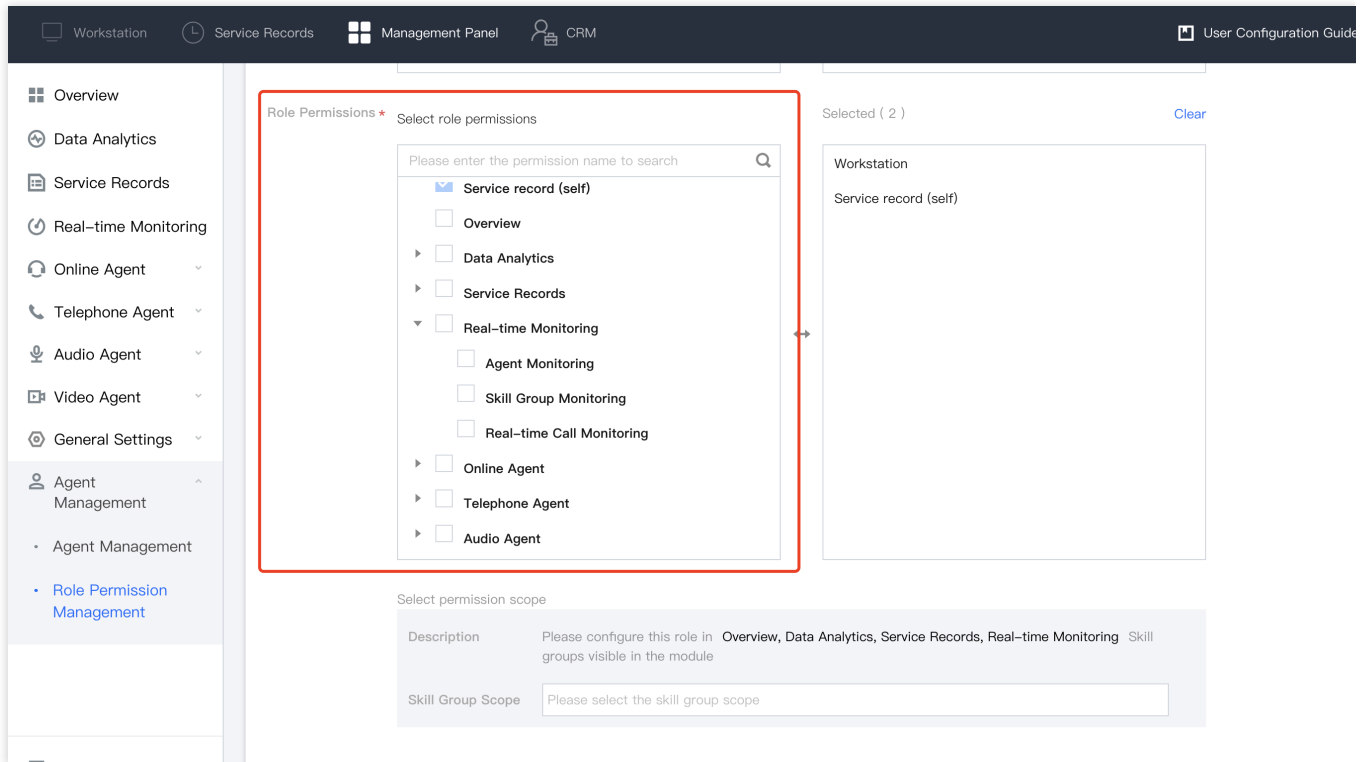 Workstation
Service Records
Management Panel
CRM
User Configuration Guide
Overview
Data Analytics
Service Records
Real-time Monitoring
Online Agent
Telephone Agent
Audio Agent
Video Agent
General Settings
Agent
Management
Agent Management
Role Permission
Management
Role Permissions *
Select role permissions
Please enter the permission name to search
Service record (self)
Overview
Data Analytics
Service Records
Real-time Monitoring
Agent Monitoring
Skill Group Monitoring
Real-time Call Monitoring
Online Agent
Telephone Agent
Audio Agent
Selected ( 2 )
Clear
Workstation
Service record (self)
Select permission scope
Description
Please configure this role in Overview, Data Analytics, Service Records, Real-time Monitoring Skill
groups visible in the module
Skill Group Scope
Please select the skill group scope